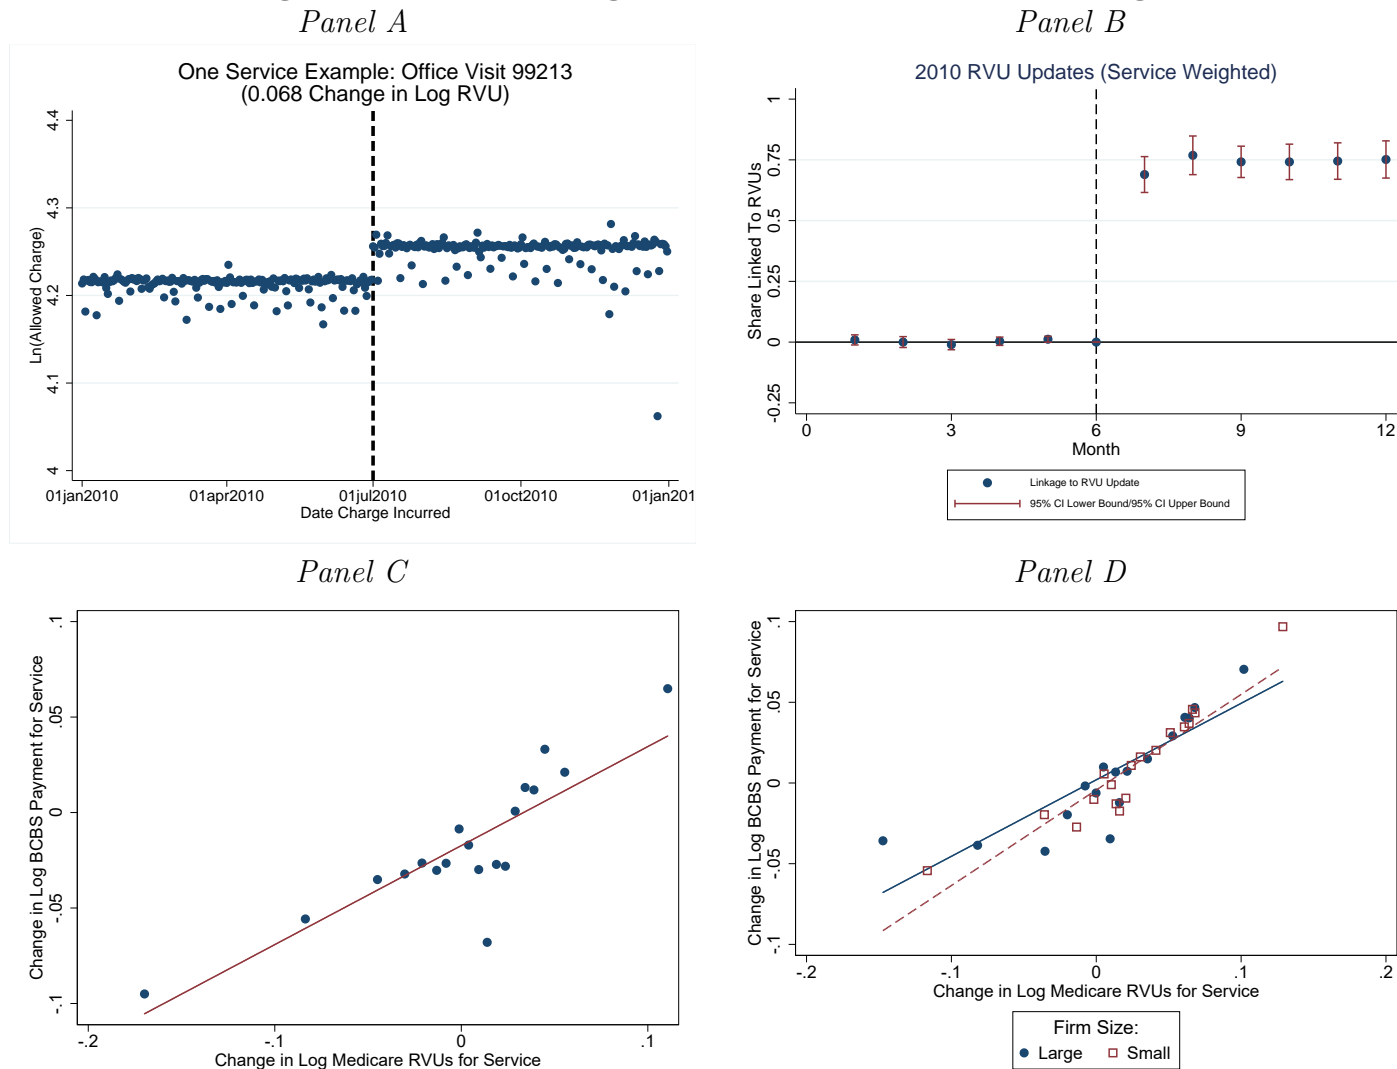 Panel A
One Service Example: Office Visit 99213
(0.068 Change in Log RVU)
Ln(Allowed Charge)
4.4
4.3
4.2
4.1
4
01jan2010
01apr2010
01jul2010
01oct2010
01jan201
Date Charge Incurred
Panel B
2010 RVU Updates (Service Weighted)
Share Linked To RVUs
1
0.75
0.5
0.25
0
-0.25
0
3
6
9
12
Month
Linkage to RVU Update
95% CI Lower Bound/95% CI Upper Bound
Panel C
Change in Log BCBS Payment for Service
.1
.05
0
-.05
-.1
-.2
-.1
0
.1
Change in Log Medicare RVUs for Service
Panel D
Change in Log BCBS Payment for Service
.1
.05
0
-.05
-.1
-.2
-.1
0
.1
.2
Change in Log Medicare RVUs for Service
Firm Size:
Large
Small